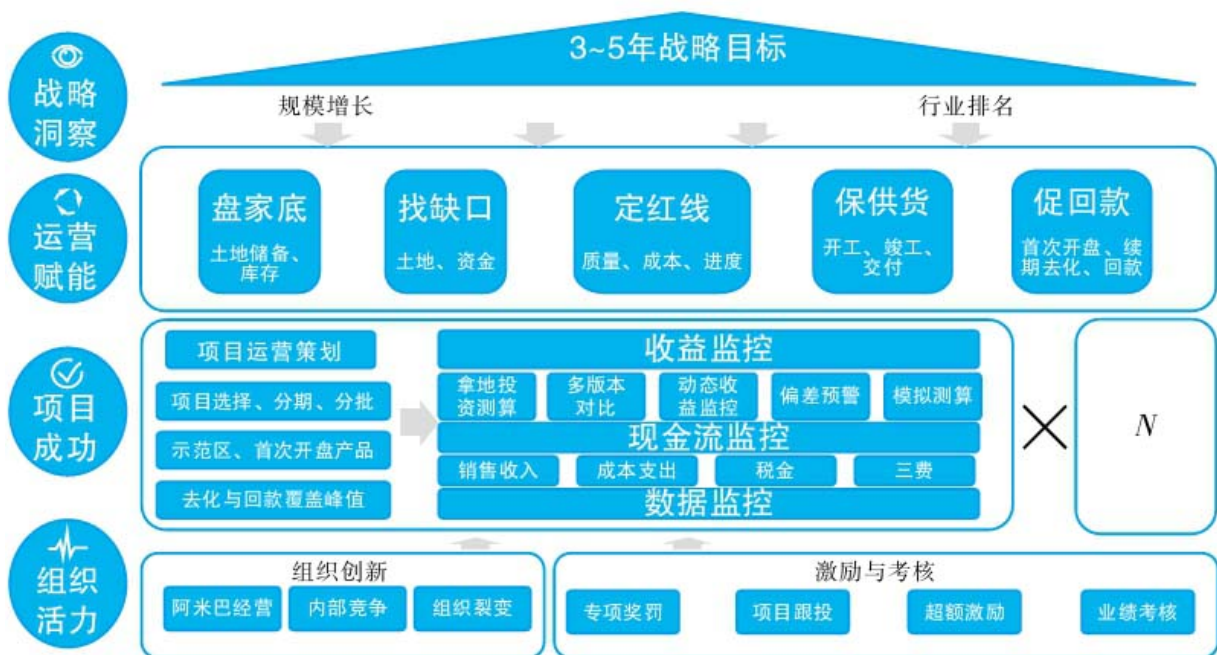 3~5年战略目标
战略
洞察
规模增长
行业排名
运营
赋能
盘家底
土地储备、
库存
找缺口
土地、资金
定红线
质量、成本、进度
保供货
开工、竣工、
交付
促回款
首次开盘、续
期去化、回款
项目
成功
项目运营策划
项目选择、分期、分批
示范区、首次开盘产品
去化与回款覆盖峰值
收益监控
拿地投
资测算
多版本
对比
动态收
益监控
偏差预警
模拟测算
现金流监控
销售收入
成本支出
税金
三费
数据监控
N
组织
活力
组织创新
阿米巴经营
内部竞争
组织裂变
激励与考核
专项奖罚
项目跟投
超额激励
业绩考核